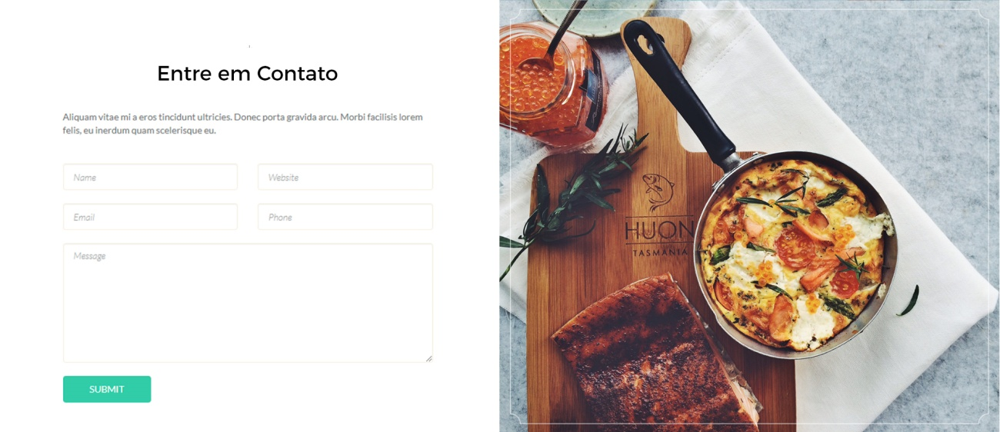 Entre em Contato
Aliquam vitae mi a eros tincidunt ultricies. Donec porta gravida arcu. Morbi facilisis lorem
felis, eu inerdum quam scelerisque eu.
Name
Website
Email
Phone
Message
SUBMIT
HUON
TASMANIA